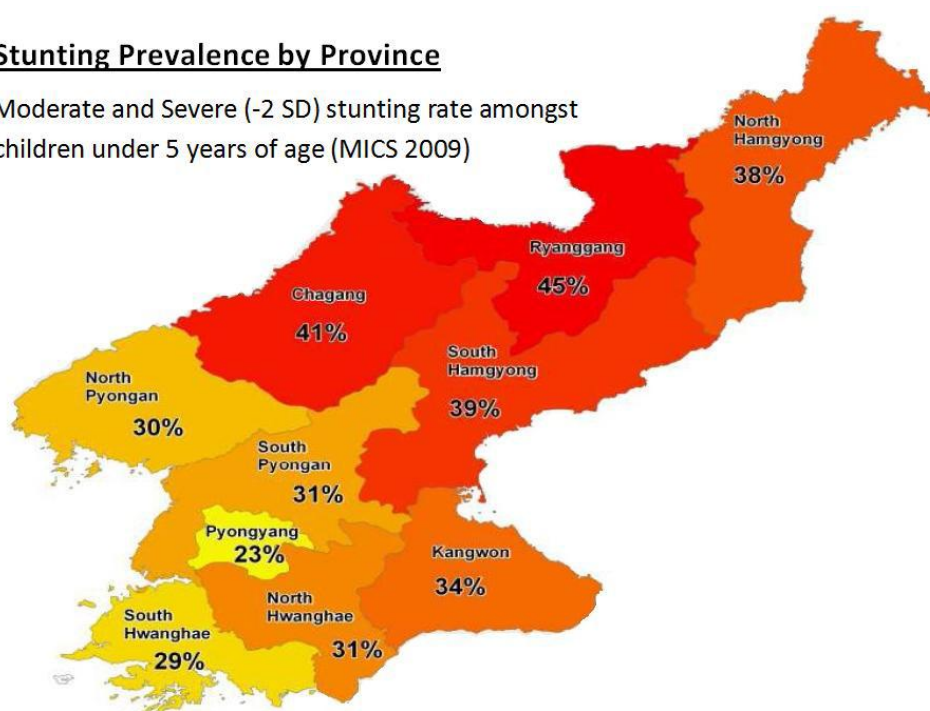 Stunting Prevalence by Province
Moderate and Severe (-2 SD) stunting rate amongst
children under 5 years of age (MICS 2009)
North
Hamgyong
38%
Ryanggang
45%
Chagang
41%
South
Hamgyong
39%
North
Pyongan
30%
South
Pyongan
31%
Pyongyang
23%
Kangwon
34%
North
Hwanghae
31%
South
Hwanghae
29%